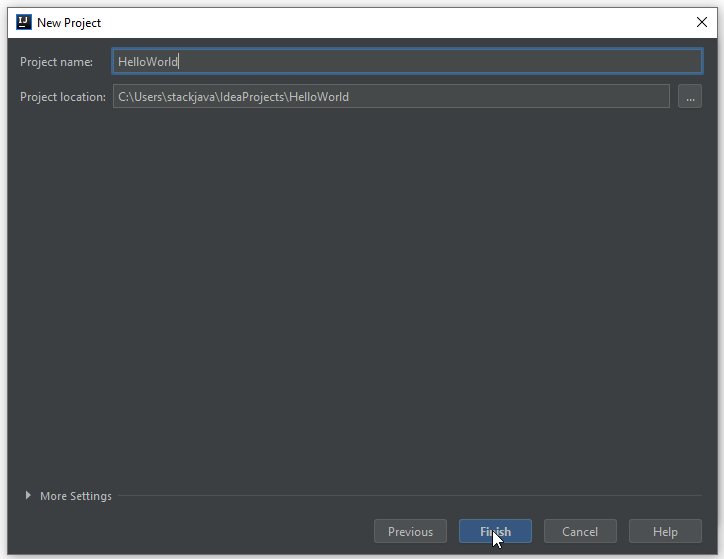 IJ New Project
Project name: HelloWorld
Project location: C:\Users\stackjava\IdeaProjects\HelloWorld ...
More Settings
Previous Finish Cancel Help